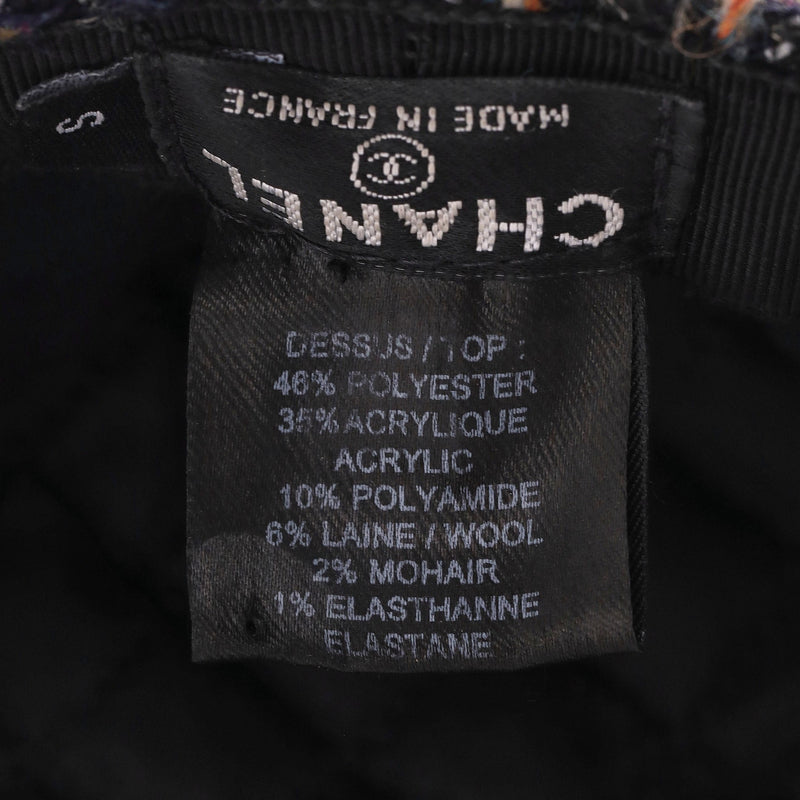 S
CHANEL
MADE IN FRANCE
DESSUS / TOP :
46% POLYESTER
35% ACRYLIQUE
ACRYLIC
10% POLYAMIDE
6% LAINE / WOOL
2% MOHAIR
1% ELASTHANNE
ELASTANE